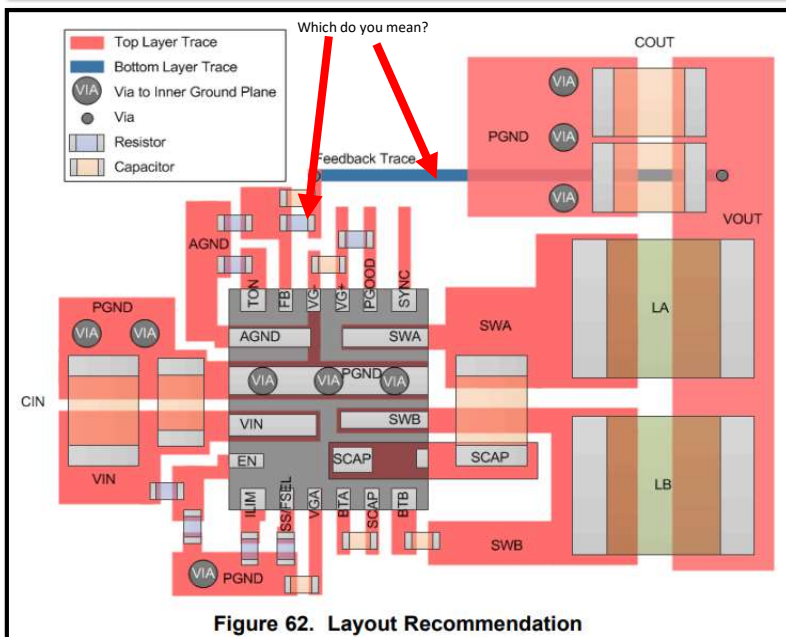 Which do you mean?
Top Layer Trace
Bottom Layer Trace
VIA
Via to Inner Ground Plane
Via
Resistor
Capacitor
COUT
VIA
PGND
VIA
VIA
Feedback Trace
VOUT
AGND
TON
FB
VG-
VG+
PGOOD
SYNC
PGND
VIA
VIA
AGND
SWA
SWA
LA
CIN
VIA
VIA
PGND
VIA
VIN
SWB
VIN
EN
SCAP
SCAP
LB
ILIM
SS/FSEL
VGA
BTA
SCAP
BTB
SWB
VIA
PGND
Figure 62. Layout Recommendation